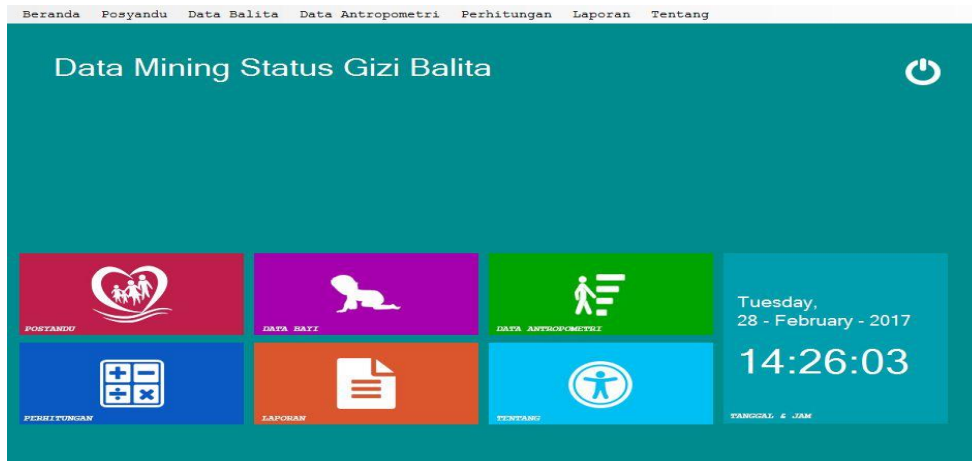 Beranda Posyandu Data Balita Data Antropometri Perhitungan Laporan Tentang
Data Mining Status Gizi Balita
POSYANDU
DATA BAYI
DATA ANTROPOMETRI
Tuesday,
28 - February - 2017
14:26:03
PERHITUNGAN
LAPORAN
TENTANG
TANGGAL & JAM